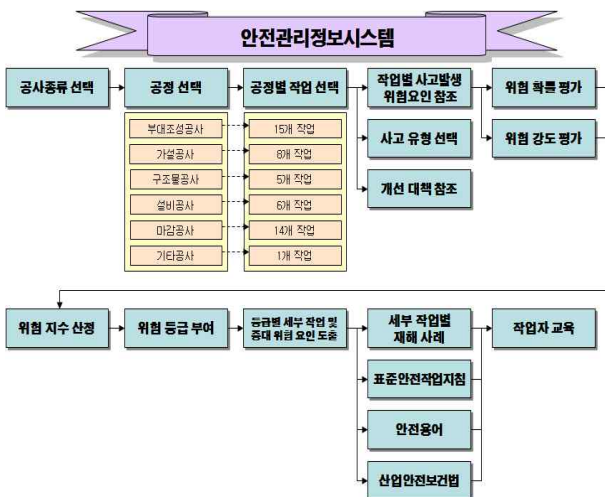 안전관리정보시스템
공사종류 선택
공정 선택
공정별 작업 선택
작업별 사고발생
위험요인 참조
위험 확률 평가
부대조성공사
15개 작업
가설공사
8개 작업
구조물공사
5개 작업
설비공사
6개 작업
마감공사
14개 작업
기타공사
1개 작업
사고 유형 선택
위험 강도 평가
개선 대책 참조
위험 지수 산정
위험 등급 부여
등급별 세부 작업 및
중대 위험 요인 도출
세부 작업별
재해 사례
작업자 교육
표준안전작업지침
안전용어
산업안전보건법